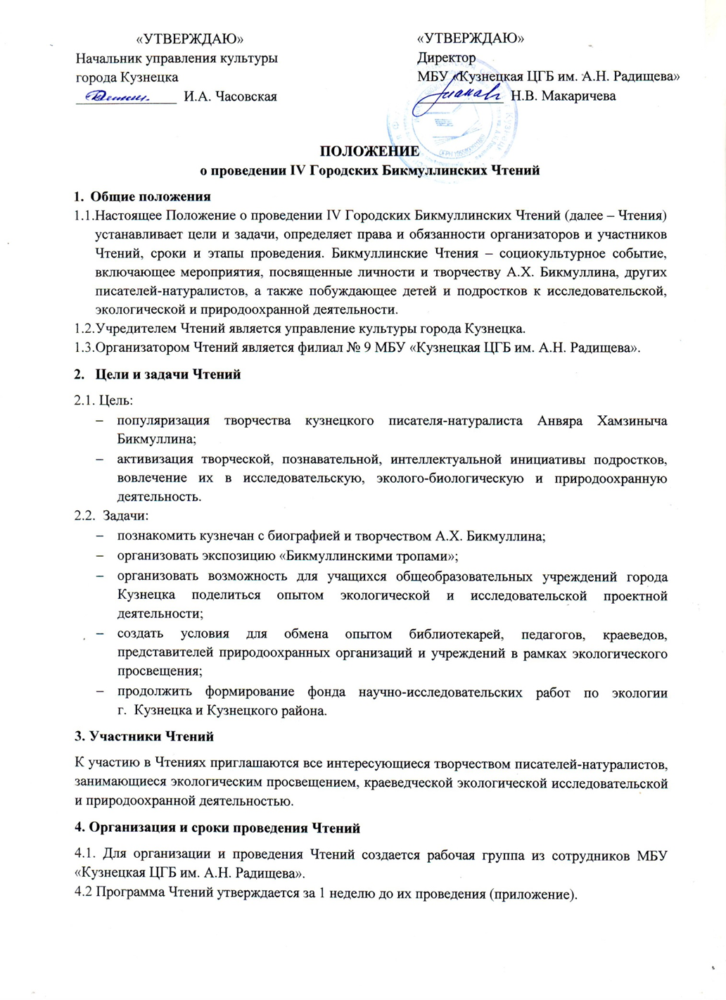 «УТВЕРЖДАЮ»
Начальник управления культуры
города Кузнецка
И.А. Часовская
«УТВЕРЖДАЮ»
Директор
МБУ «Кузнецкая ЦГБ им. А.Н. Радищева»
Н.В. Макаричева
ПОЛОЖЕНИЕ
о проведении IV Городских Бикмуллинских Чтений
1. Общие положения
1.1.Настоящее Положение о проведении IV Городских Бикмуллинских Чтений (далее – Чтения)
устанавливает цели и задачи, определяет права и обязанности организаторов и участников
Чтений, сроки и этапы проведения. Бикмуллинские Чтения – социокультурное событие,
включающее мероприятия, посвященные личности и творчеству А.Х. Бикмуллина, других
писателей-натуралистов, а также побуждающее детей и подростков к исследовательской,
экологической и природоохранной деятельности.
1.2.Учредителем Чтений является управление культуры города Кузнецка.
1.3.Организатором Чтений является филиал № 9 МБУ «Кузнецкая ЦГБ им. А.Н. Радищева».
2. Цели и задачи Чтений
2.1. Цель:
– популяризация творчества кузнецкого писателя-натуралиста Анвяра Хамзиныча
Бикмуллина;
– активизация творческой, познавательной, интеллектуальной инициативы подростков,
вовлечение их в исследовательскую, эколого-биологическую и природоохранную
деятельность.
2.2. Задачи:
– познакомить кузнечан с биографией и творчеством А.Х. Бикмуллина;
– организовать экспозицию «Бикмуллинскими тропами»;
– организовать возможность для учащихся общеобразовательных учреждений города
Кузнецка поделиться опытом экологической и исследовательской проектной
деятельности;
– создать условия для обмена опытом библиотекарей, педагогов, краеведов,
представителей природоохранных организаций и учреждений в рамках экологического
просвещения;
– продолжить формирование фонда научно-исследовательских работ по экологии
г. Кузнецка и Кузнецкого района.
3. Участники Чтений
К участию в Чтениях приглашаются все интересующиеся творчеством писателей-натуралистов,
занимающиеся экологическим просвещением, краеведческой экологической исследовательской
и природоохранной деятельностью.
4. Организация и сроки проведения Чтений
4.1. Для организации и проведения Чтений создается рабочая группа из сотрудников МБУ
«Кузнецкая ЦГБ им. А.Н. Радищева».
4.2 Программа Чтений утверждается за 1 неделю до их проведения (приложение).